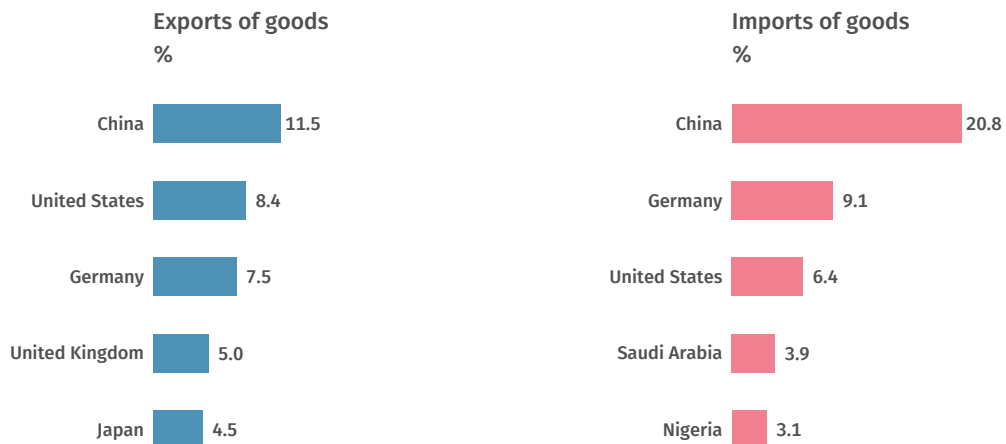 Exports of goods
%
China 11.5
United States 8.4
Germany 7.5
United Kingdom 5.0
Japan 4.5
Imports of goods
%
China 20.8
Germany 9.1
United States 6.4
Saudi Arabia 3.9
Nigeria 3.1